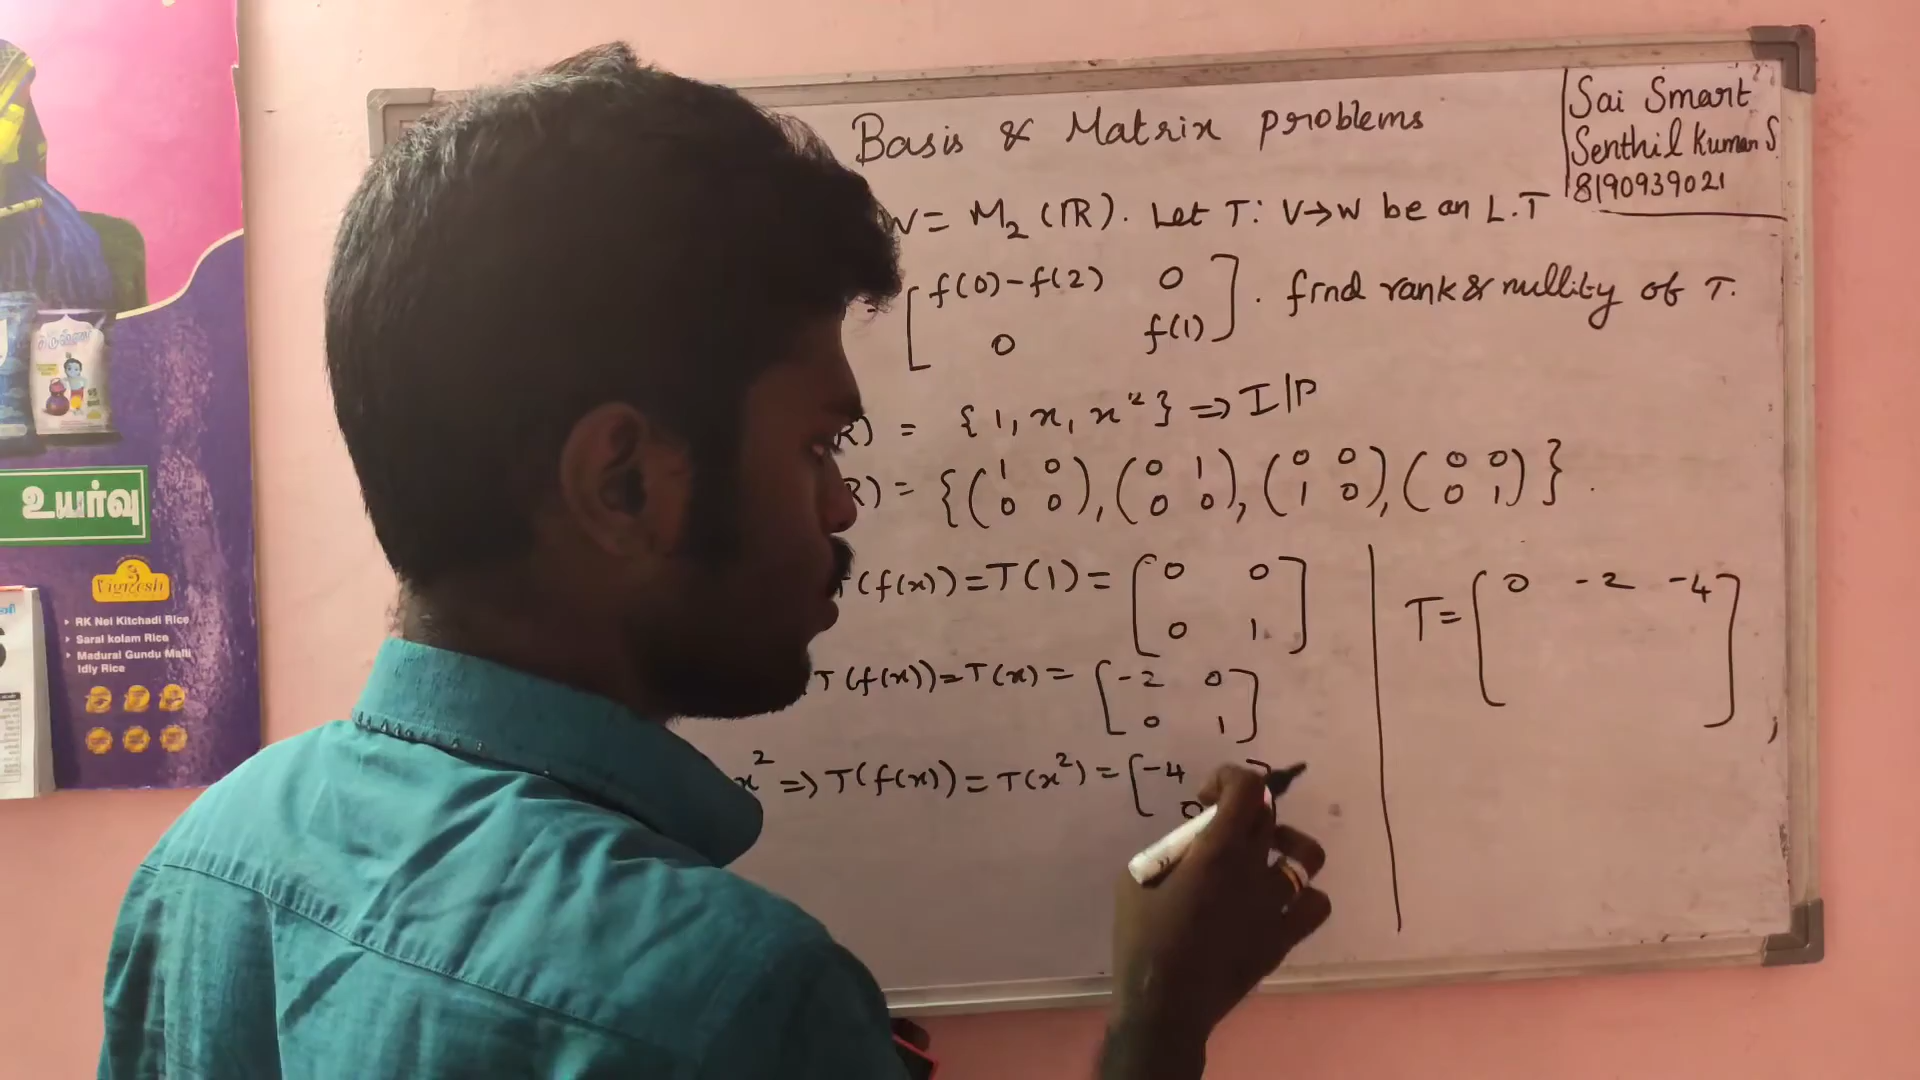 Basis & Matrix problems
Sai Smart
Senthil Kumar S
8190939021
W = M₂ (ℝ). Let T: V→W be an L.T
[ f(0)-f(2) 0
0 f(1) ] . find rank & nullity of T.
R) = {1, x, x²} => I/P
R) = { (1 0 0 0), (0 1 0 0), (0 0 1 0), (0 0 0 1) } .
(f(x)) = T(1) = [ 0 0
0 1 ]
T(f(x)) = T(x) = [ -2 0
0 1 ]
x² => T(f(x)) = T(x²) = [ -4
0
T = [ 0 -2 -4 ] ,
உயர்வு
Vignesh
RK Nei Kitchadi Rice
Sarai kolam Rice
Madurai Gundu Malli
Idly Rice